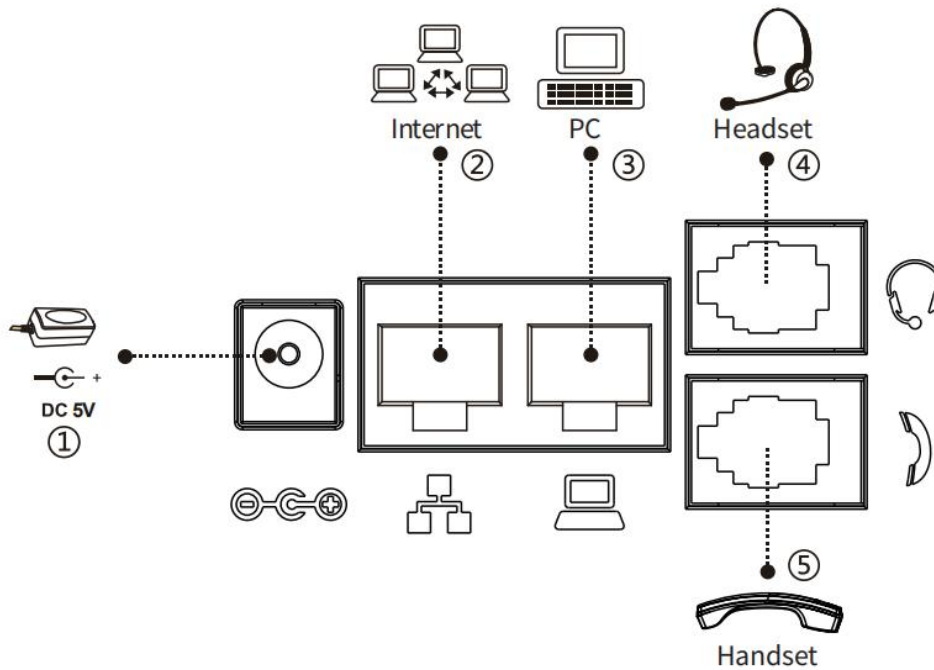 Internet
PC
Headset
②
③
④
+
DC 5V
①
⑤
Handset